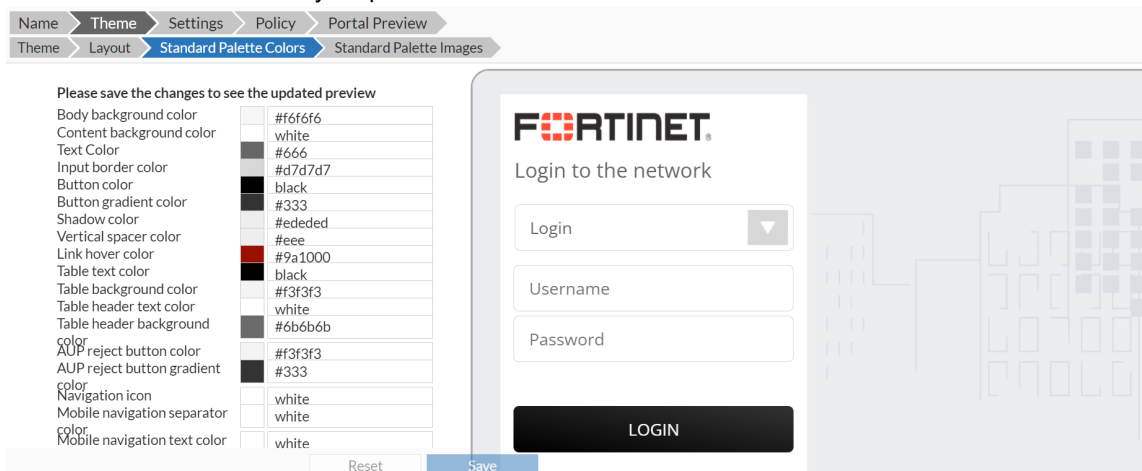 Name Theme Settings Policy Portal Preview
Theme Layout Standard Palette Colors Standard Palette Images
Please save the changes to see the updated preview
Body background color #f6f6f6
Content background color white
Text Color #666
Input border color #d7d7d7
Button color black
Button gradient color #333
Shadow color #ededed
Vertical spacer color #eee
Link hover color #9a1000
Table text color black
Table background color #f3f3f3
Table header text color white
Table header background color #6b6b6b
AUP reject button color #f3f3f3
AUP reject button gradient color #333
Navigation icon white
Mobile navigation separator color white
Mobile navigation text color white
Reset Save
FORTINET
Login to the network
Login
Username
Password
LOGIN